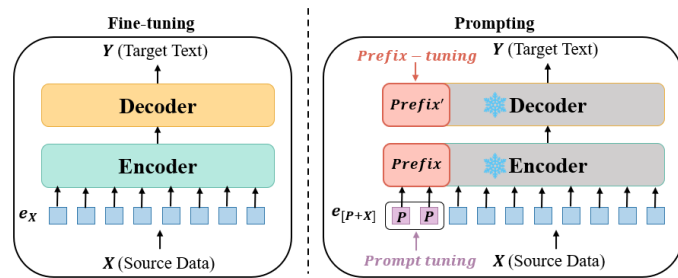 Fine-tuning
Y (Target Text)
Decoder
Encoder
e_X
X (Source Data)
Prompting
Y (Target Text)
Prefix-tuning
Prefix′
Decoder
Prefix
Encoder
e_[P+X]
P P
Prompt tuning
X (Source Data)